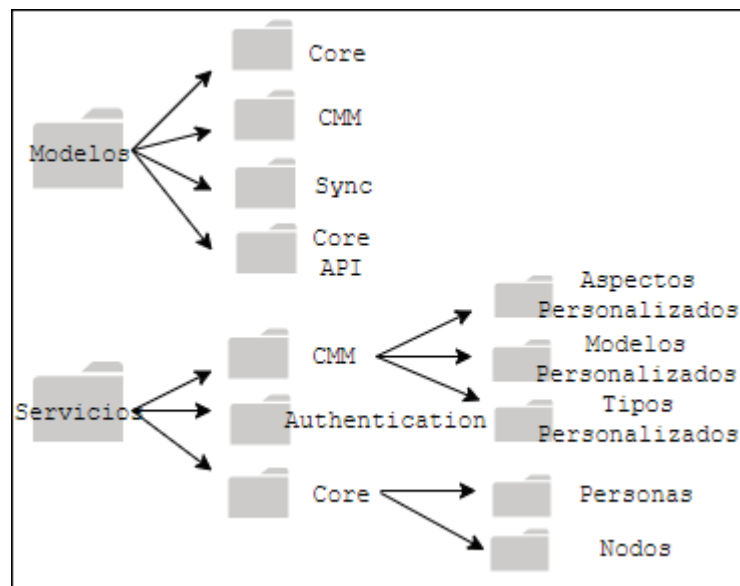 Modelos
Core
CMM
Sync
Core
API
Servicios
CMM
Aspectos
Personalizados
Modelos
Personalizados
Tipos
Personalizados
Authentication
Core
Personas
Nodos